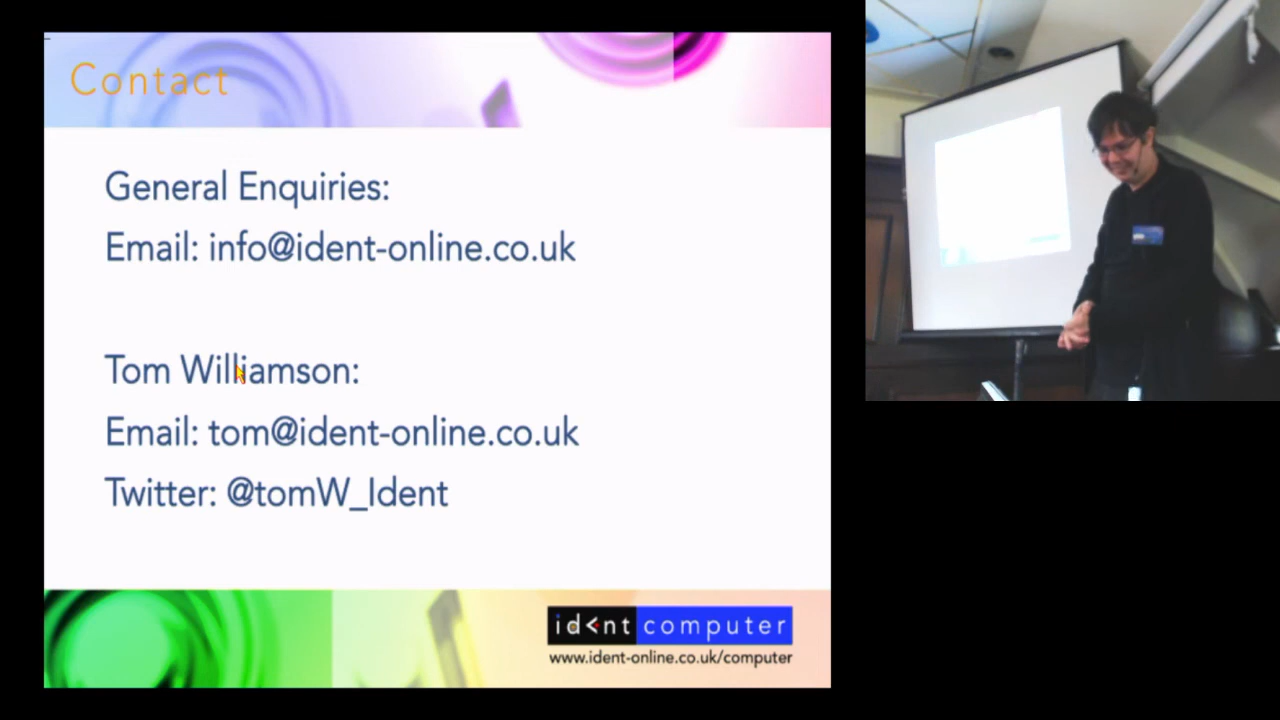 Contact
General Enquiries:
Email: info@ident-online.co.uk
Tom Williamson:
Email: tom@ident-online.co.uk
Twitter: @tomW_Ident
id<nt computer
www.ident-online.co.uk/computer